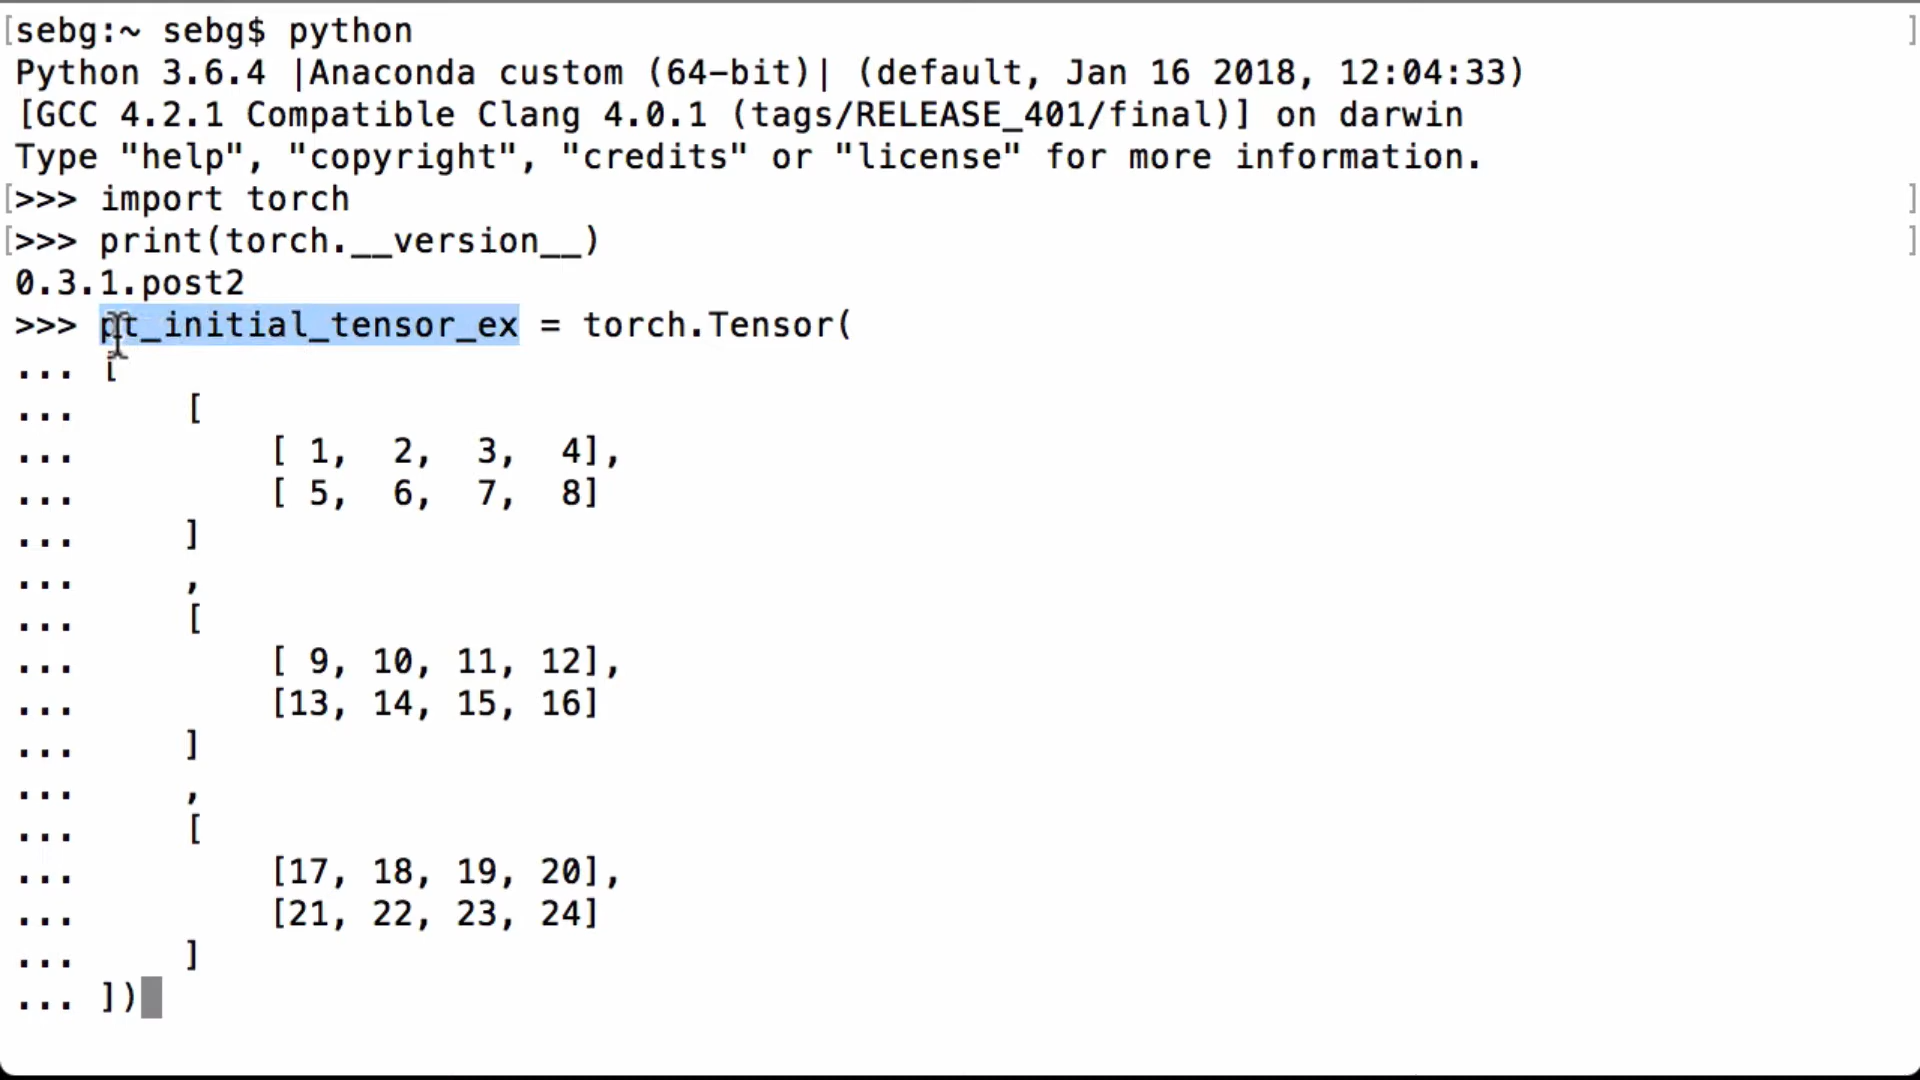 [sebg:~ sebg$ python ]
Python 3.6.4 |Anaconda custom (64-bit)| (default, Jan 16 2018, 12:04:33)
[GCC 4.2.1 Compatible Clang 4.0.1 (tags/RELEASE_401/final)] on darwin
Type "help", "copyright", "credits" or "license" for more information.
[>>> import torch ]
[>>> print(torch.__version__) ]
0.3.1.post2
>>> pt_initial_tensor_ex = torch.Tensor(
... [
...     [
...         [ 1,  2,  3,  4],
...         [ 5,  6,  7,  8]
...     ]
...     ,
...     [
...         [ 9, 10, 11, 12],
...         [13, 14, 15, 16]
...     ]
...     ,
...     [
...         [17, 18, 19, 20],
...         [21, 22, 23, 24]
...     ]
... ])